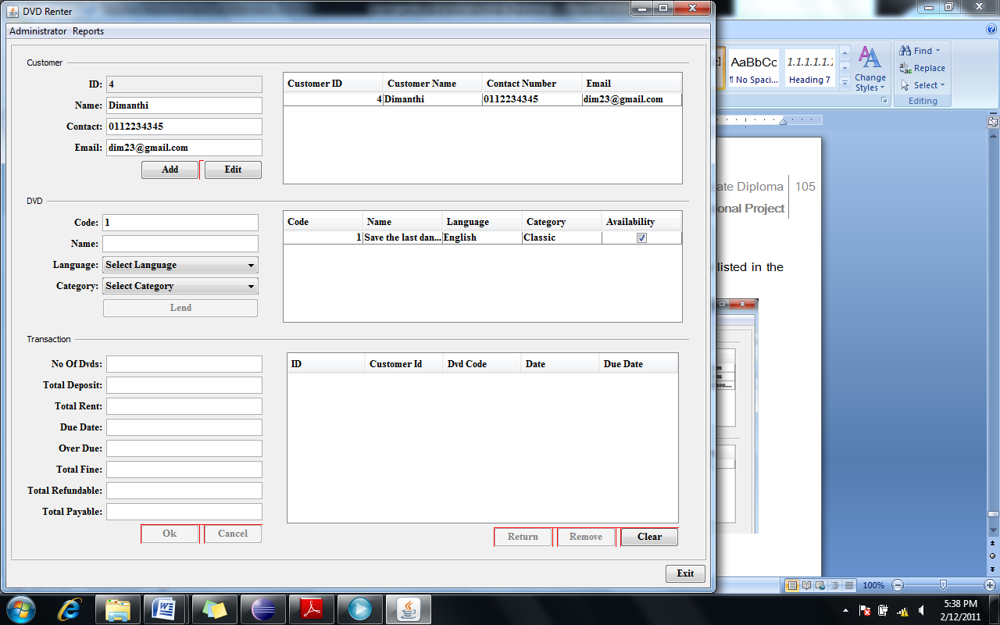 DVD Renter
Administrator Reports
Customer
ID: 4
Name: Dimanthi
Contact: 0112234345
Email: dim23@gmail.com
Add Edit
Customer ID Customer Name Contact Number Email
4 Dimanthi 0112234345 dim23@gmail.com
DVD
Code: 1
Name:
Language: Select Language
Category: Select Category
Lend
Code Name Language Category Availability
1 Save the last dan... English Classic
Transaction
No Of Dvds:
Total Deposit:
Total Rent:
Due Date:
Over Due:
Total Fine:
Total Refundable:
Total Payable:
Ok Cancel
ID Customer Id Dvd Code Date Due Date
Return Remove Clear
Exit
AaBbCc 1.1.1.1.1.1
¶ No Spaci... Heading 7
Change
Styles
Find
Replace
Select
Editing
ate Diploma 105
onal Project
listed in the
100%
5:38 PM
2/12/2011